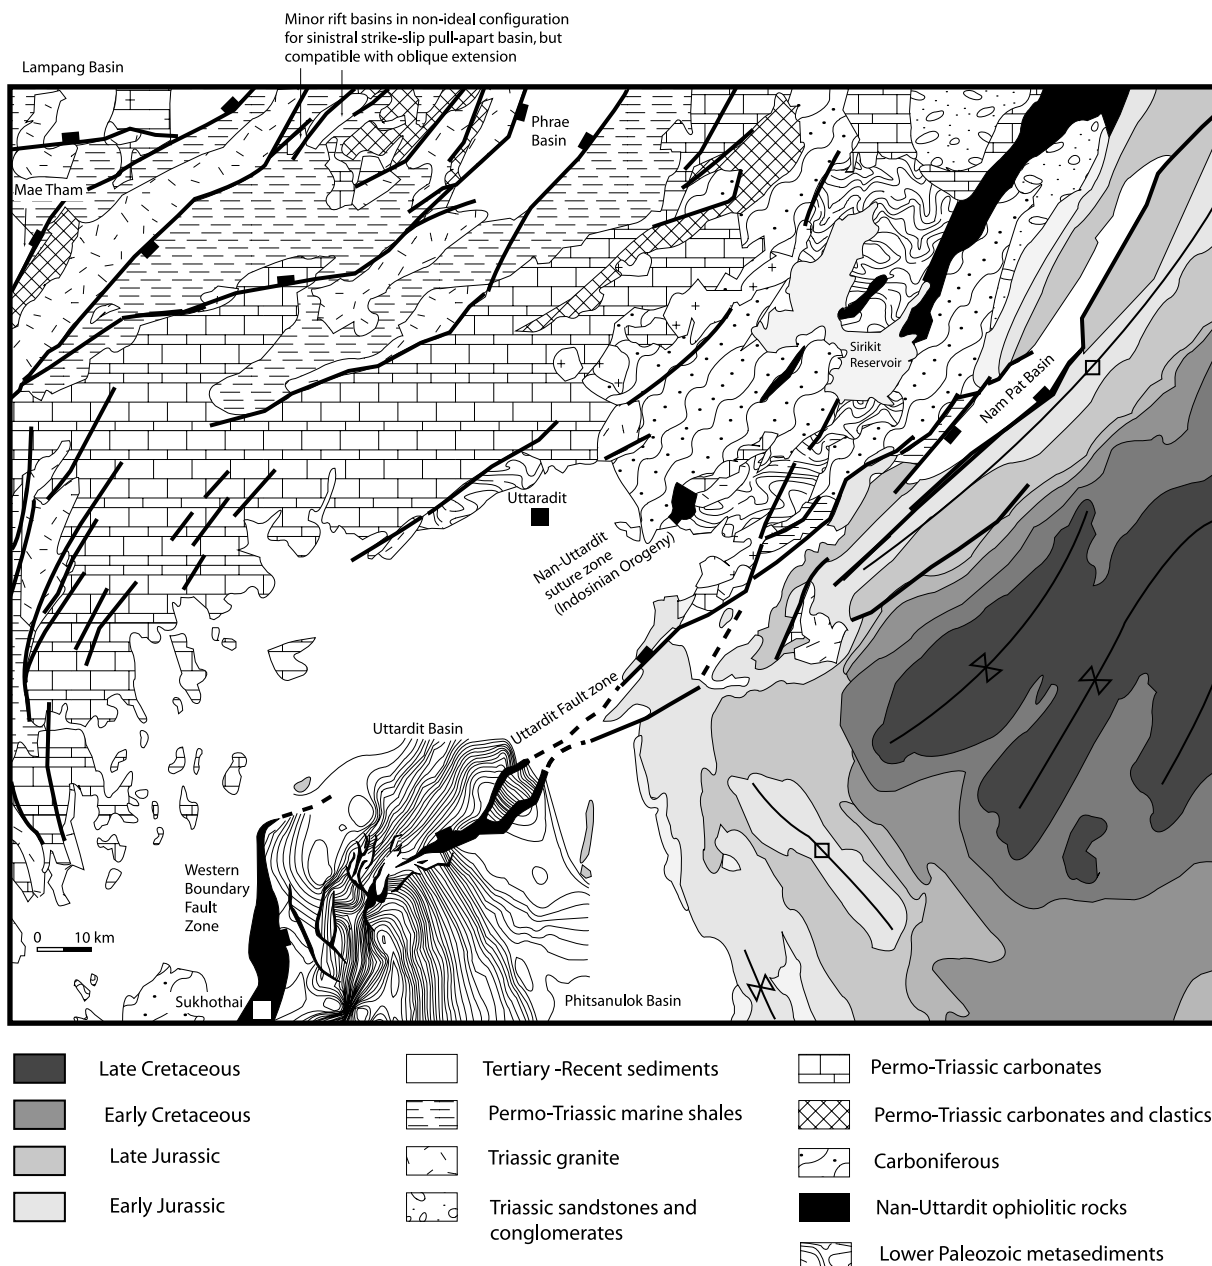 Minor rift basins in non-ideal configuration
for sinistral strike-slip pull-apart basin, but
compatible with oblique extension
Lampang Basin
Phrae
Basin
Mae Tham
Sirikit
Reservoir
Nam Pat Basin
Uttaradit
Nan-Uttardit
suture zone
(Indosinian Orogeny)
Uttardit Fault zone
Uttardit Basin
Western
Boundary
Fault
Zone
0 10 km
Sukhothai
Phitsanulok Basin
Late Cretaceous
Early Cretaceous
Late Jurassic
Early Jurassic
Tertiary -Recent sediments
Permo-Triassic marine shales
Triassic granite
Triassic sandstones and
conglomerates
Permo-Triassic carbonates
Permo-Triassic carbonates and clastics
Carboniferous
Nan-Uttardit ophiolitic rocks
Lower Paleozoic metasediments